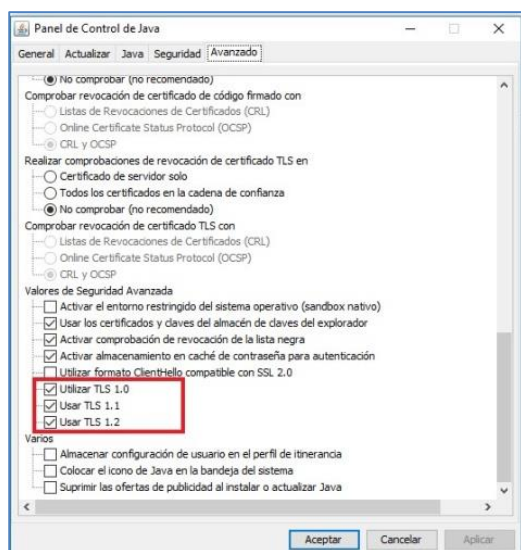 Panel de Control de Java
General Actualizar Java Seguridad Avanzado
No comprobar (no recomendado)
Comprobar revocación de certificado de código firmado con
Listas de Revocaciones de Certificados (CRL)
Online Certificate Status Protocol (OCSP)
CRL y OCSP
Realizar comprobaciones de revocación de certificado TLS en
Certificado de servidor solo
Todos los certificados en la cadena de confianza
No comprobar (no recomendado)
Comprobar revocación de certificado TLS con
Listas de Revocaciones de Certificados (CRL)
Online Certificate Status Protocol (OCSP)
CRL y OCSP
Valores de Seguridad Avanzada
Activar el entorno restringido del sistema operativo (sandbox nativo)
Usar los certificados y claves del almacén de claves del explorador
Activar comprobación de revocación de la lista negra
Activar almacenamiento en caché de contraseña para autenticación
Utilizar formato ClientHello compatible con SSL 2.0
Utilizar TLS 1.0
Usar TLS 1.1
Usar TLS 1.2
Varios
Almacenar configuración de usuario en el perfil de itinerancia
Colocar el icono de Java en la bandeja del sistema
Suprimir las ofertas de publicidad al instalar o actualizar Java
Aceptar Cancelar Aplicar